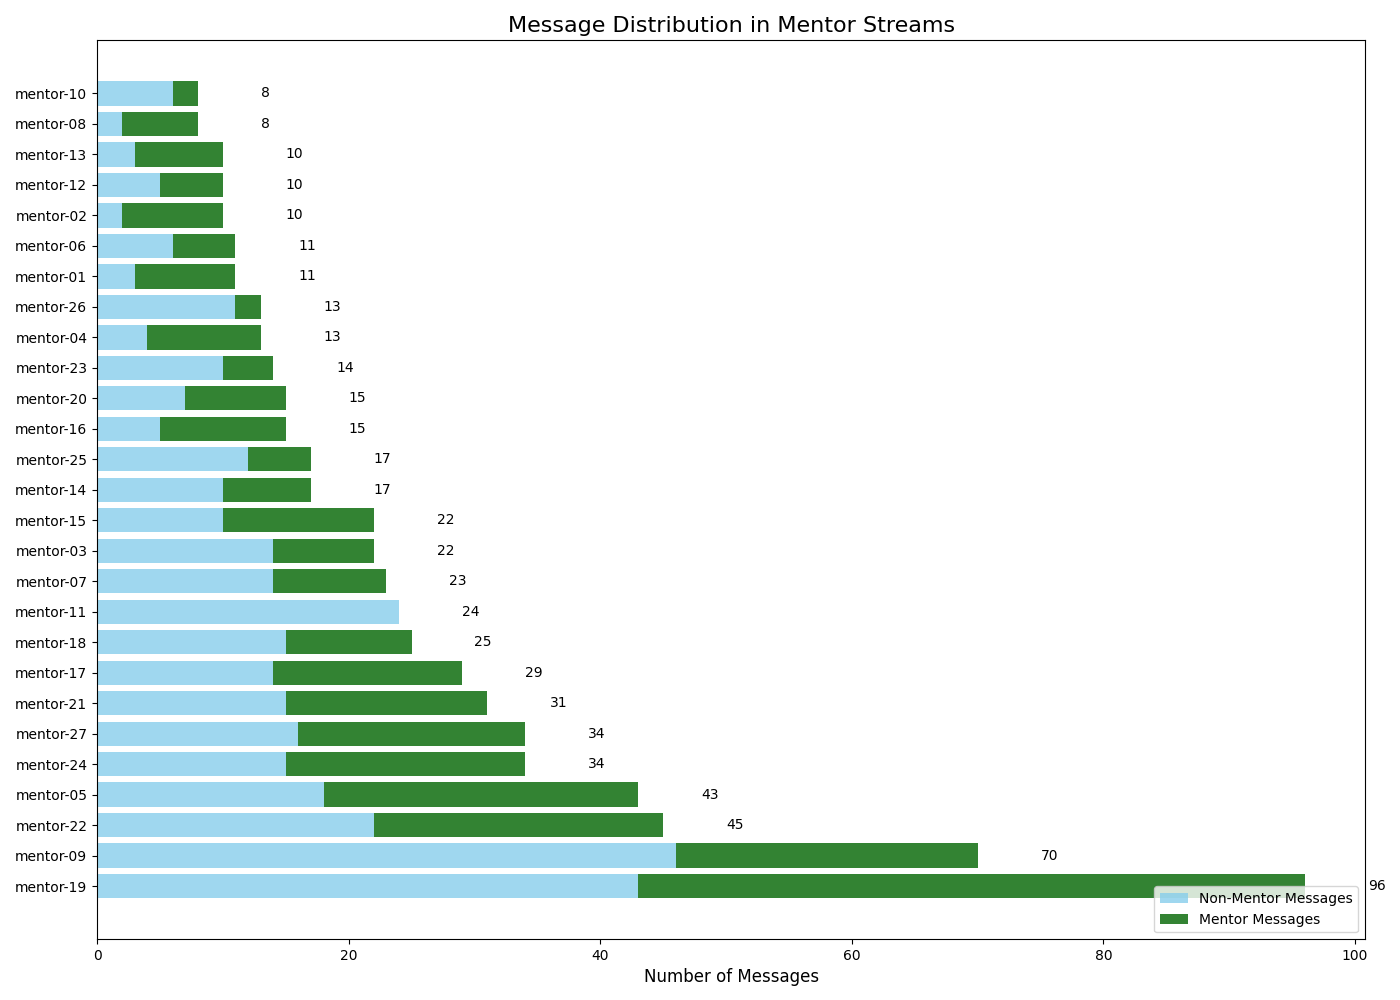 Message Distribution in Mentor Streams
mentor-10 8
mentor-08 8
mentor-13 10
mentor-12 10
mentor-02 10
mentor-06 11
mentor-01 11
mentor-26 13
mentor-04 13
mentor-23 14
mentor-20 15
mentor-16 15
mentor-25 17
mentor-14 17
mentor-15 22
mentor-03 22
mentor-07 23
mentor-11 24
mentor-18 25
mentor-17 29
mentor-21 31
mentor-27 34
mentor-24 34
mentor-05 43
mentor-22 45
mentor-09 70
mentor-19 96
Non-Mentor Messages
Mentor Messages
0 20 40 60 80 100
Number of Messages